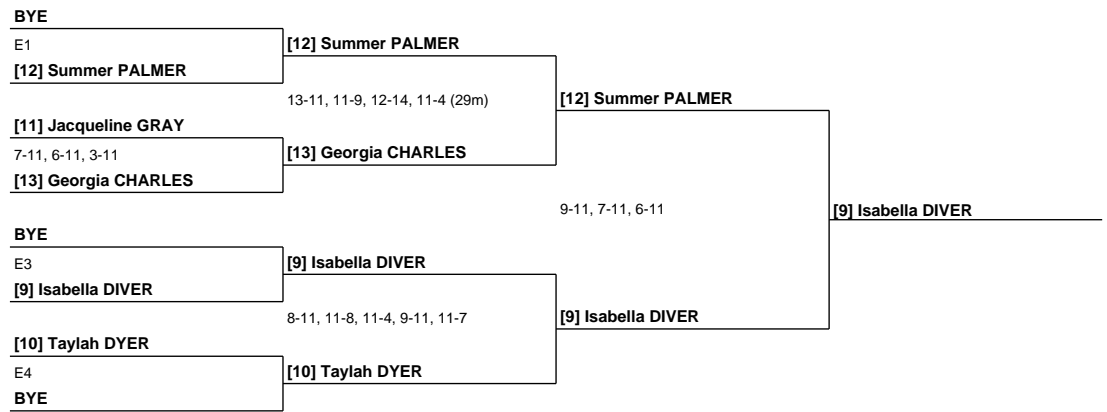 BYE
E1
[12] Summer PALMER
[12] Summer PALMER
13-11, 11-9, 12-14, 11-4 (29m)
[12] Summer PALMER
[11] Jacqueline GRAY
7-11, 6-11, 3-11
[13] Georgia CHARLES
[13] Georgia CHARLES
9-11, 7-11, 6-11
[9] Isabella DIVER
BYE
E3
[9] Isabella DIVER
[9] Isabella DIVER
8-11, 11-8, 11-4, 9-11, 11-7
[9] Isabella DIVER
[10] Taylah DYER
E4
[10] Taylah DYER
BYE